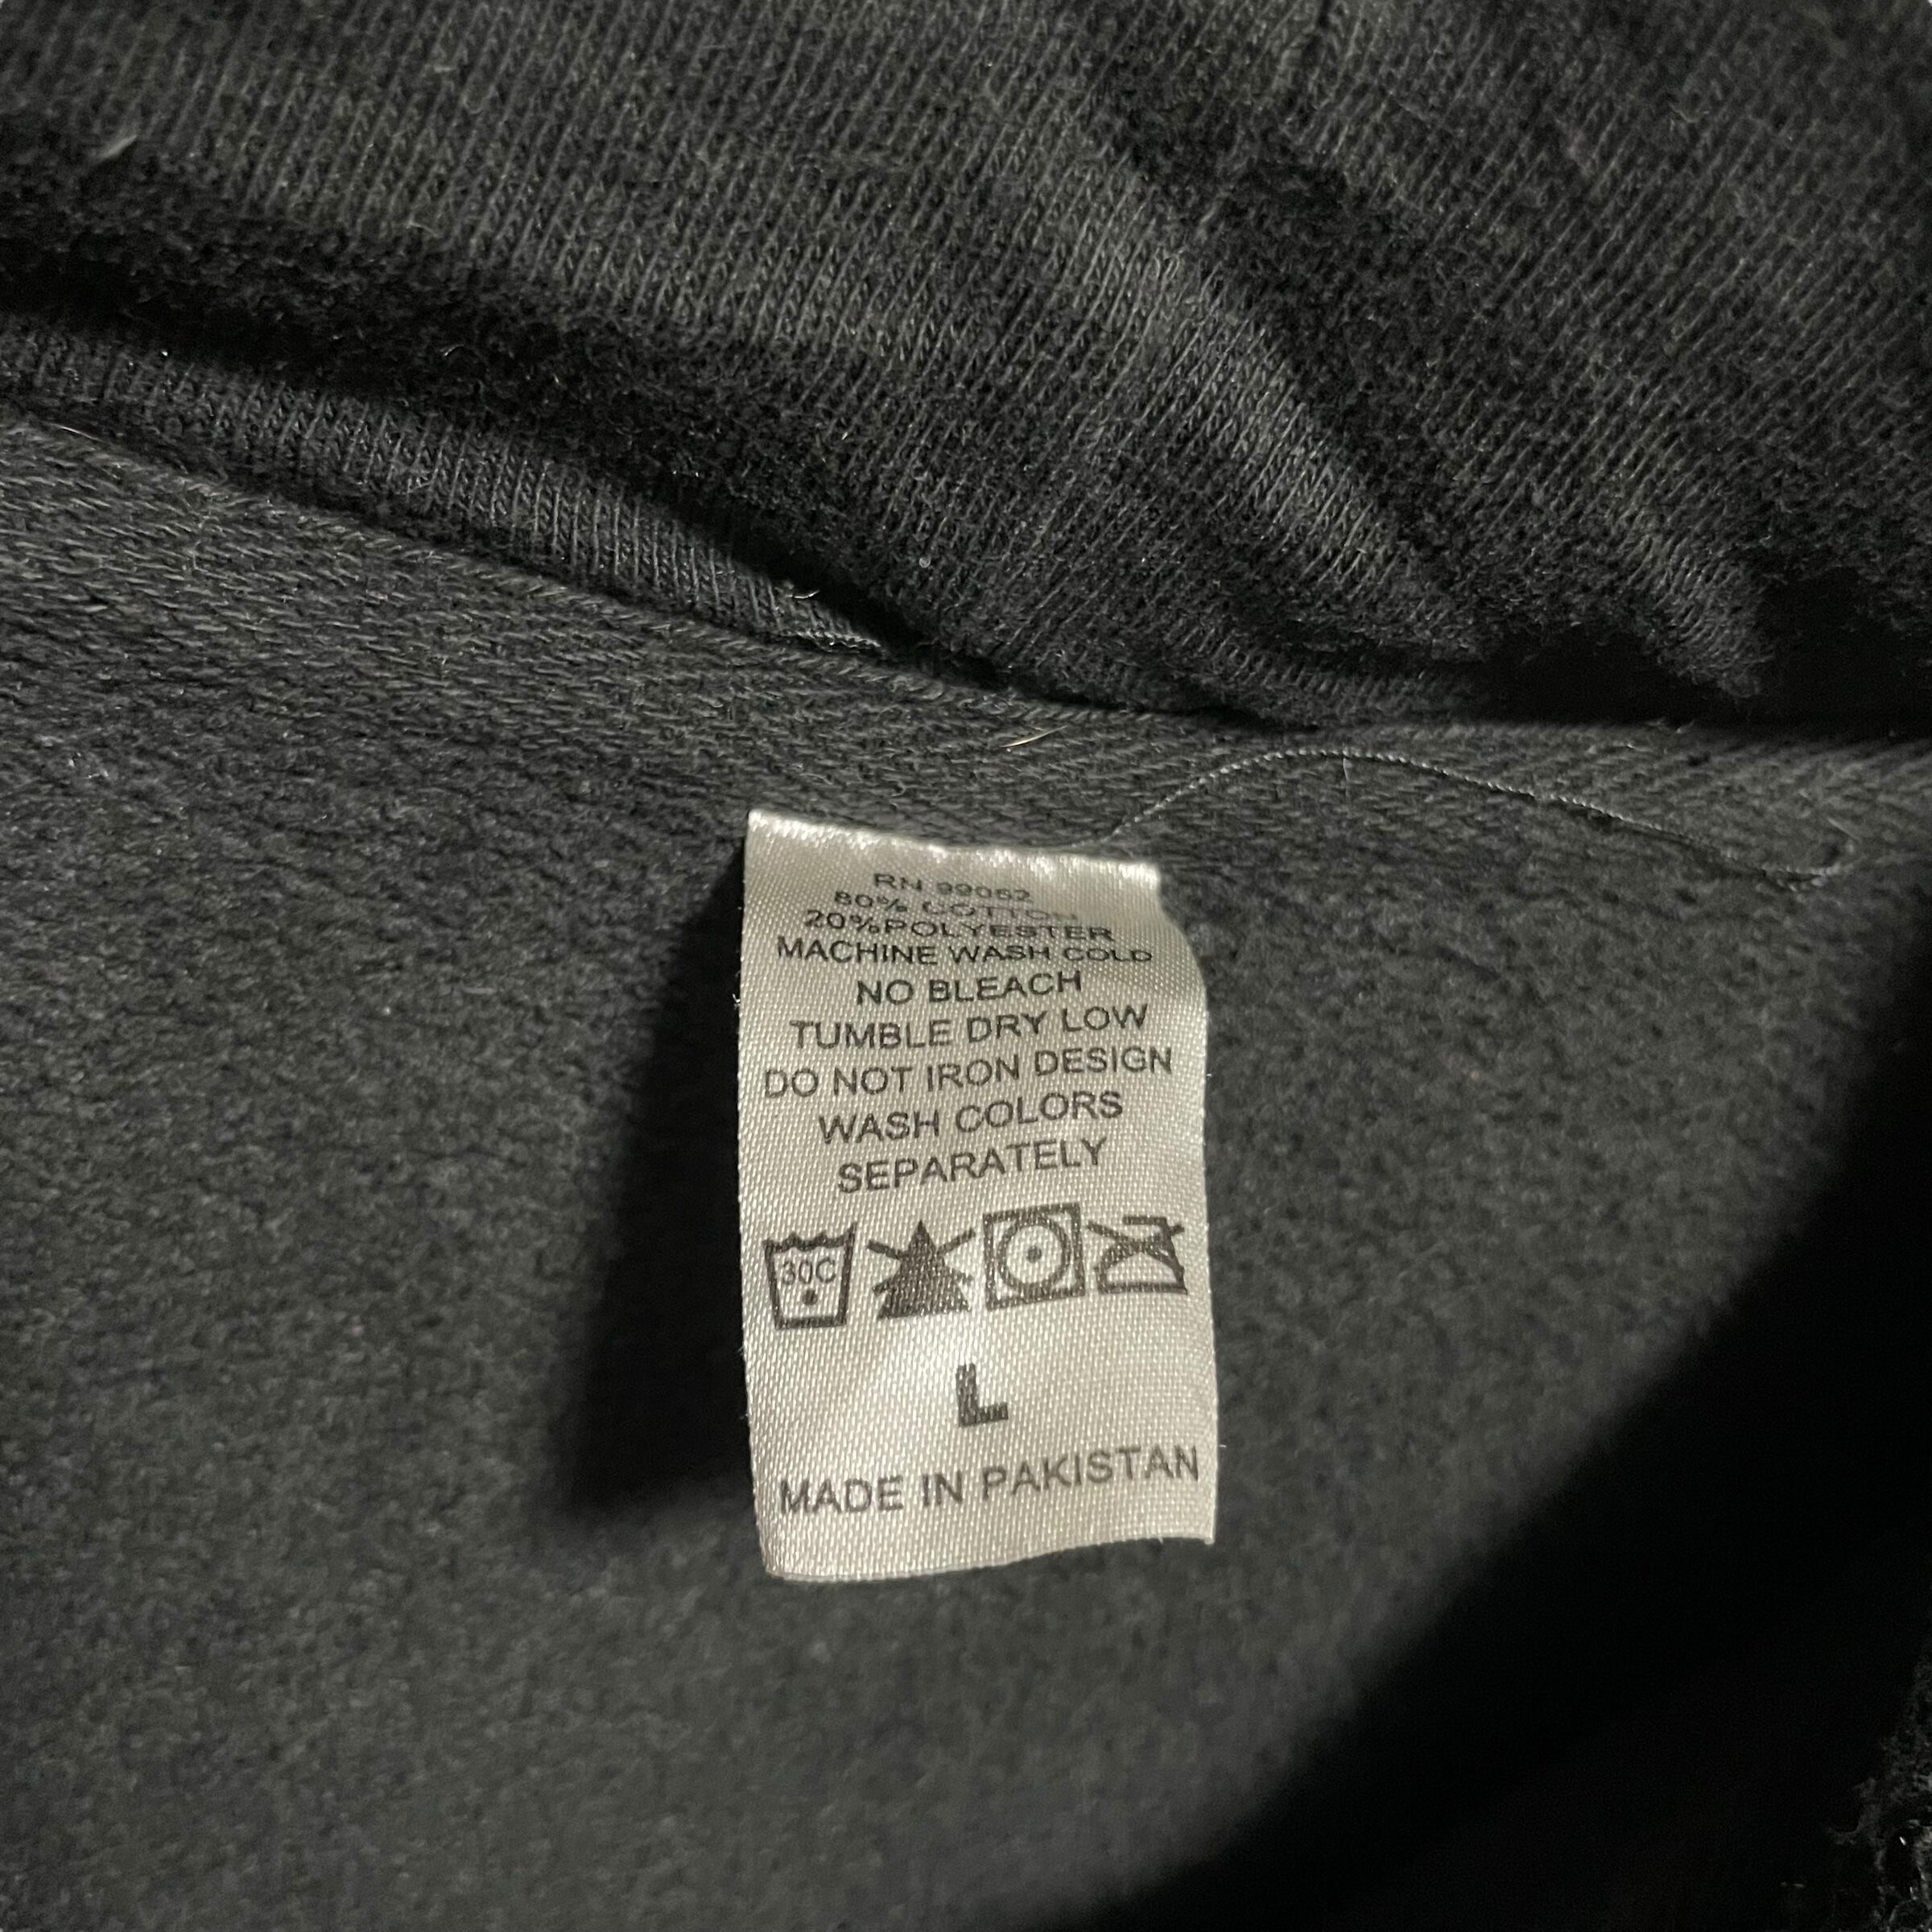 RN 99052
80% COTTON
20%POLYESTER
MACHINE WASH COLD
NO BLEACH
TUMBLE DRY LOW
DO NOT IRON DESIGN
WASH COLORS
SEPARATELY
30C
L
MADE IN PAKISTAN